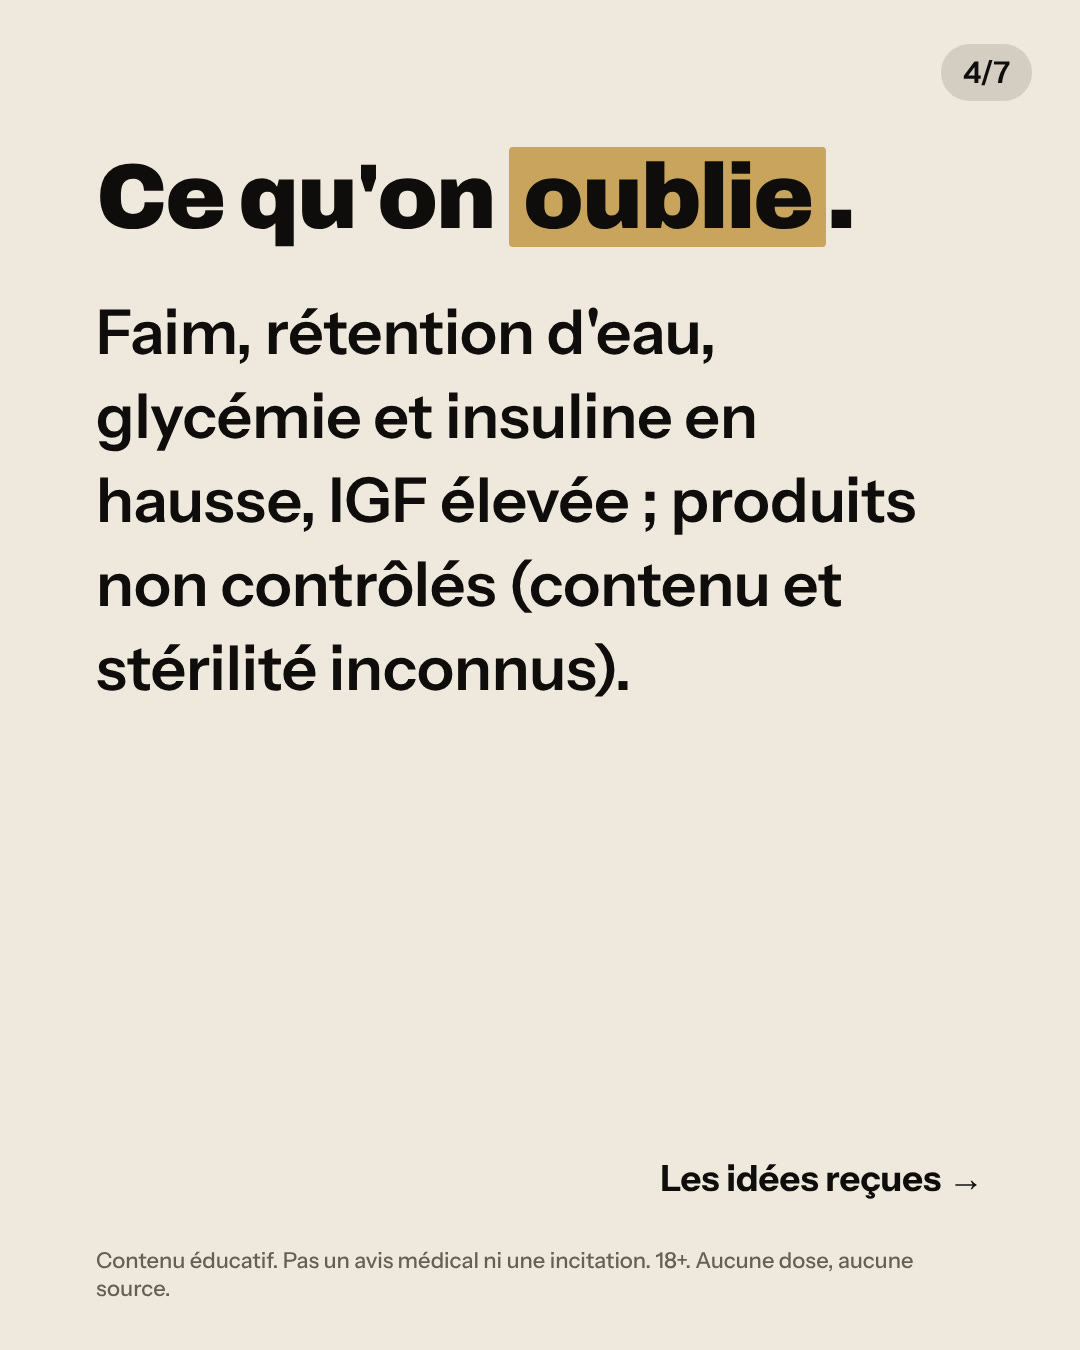 4/7
Ce qu'on oublie.
Faim, rétention d'eau,
glycémie et insuline en
hausse, IGF élevée ; produits
non contrôlés (contenu et
stérilité inconnus).
Les idées reçues →
Contenu éducatif. Pas un avis médical ni une incitation. 18+. Aucune dose, aucune
source.